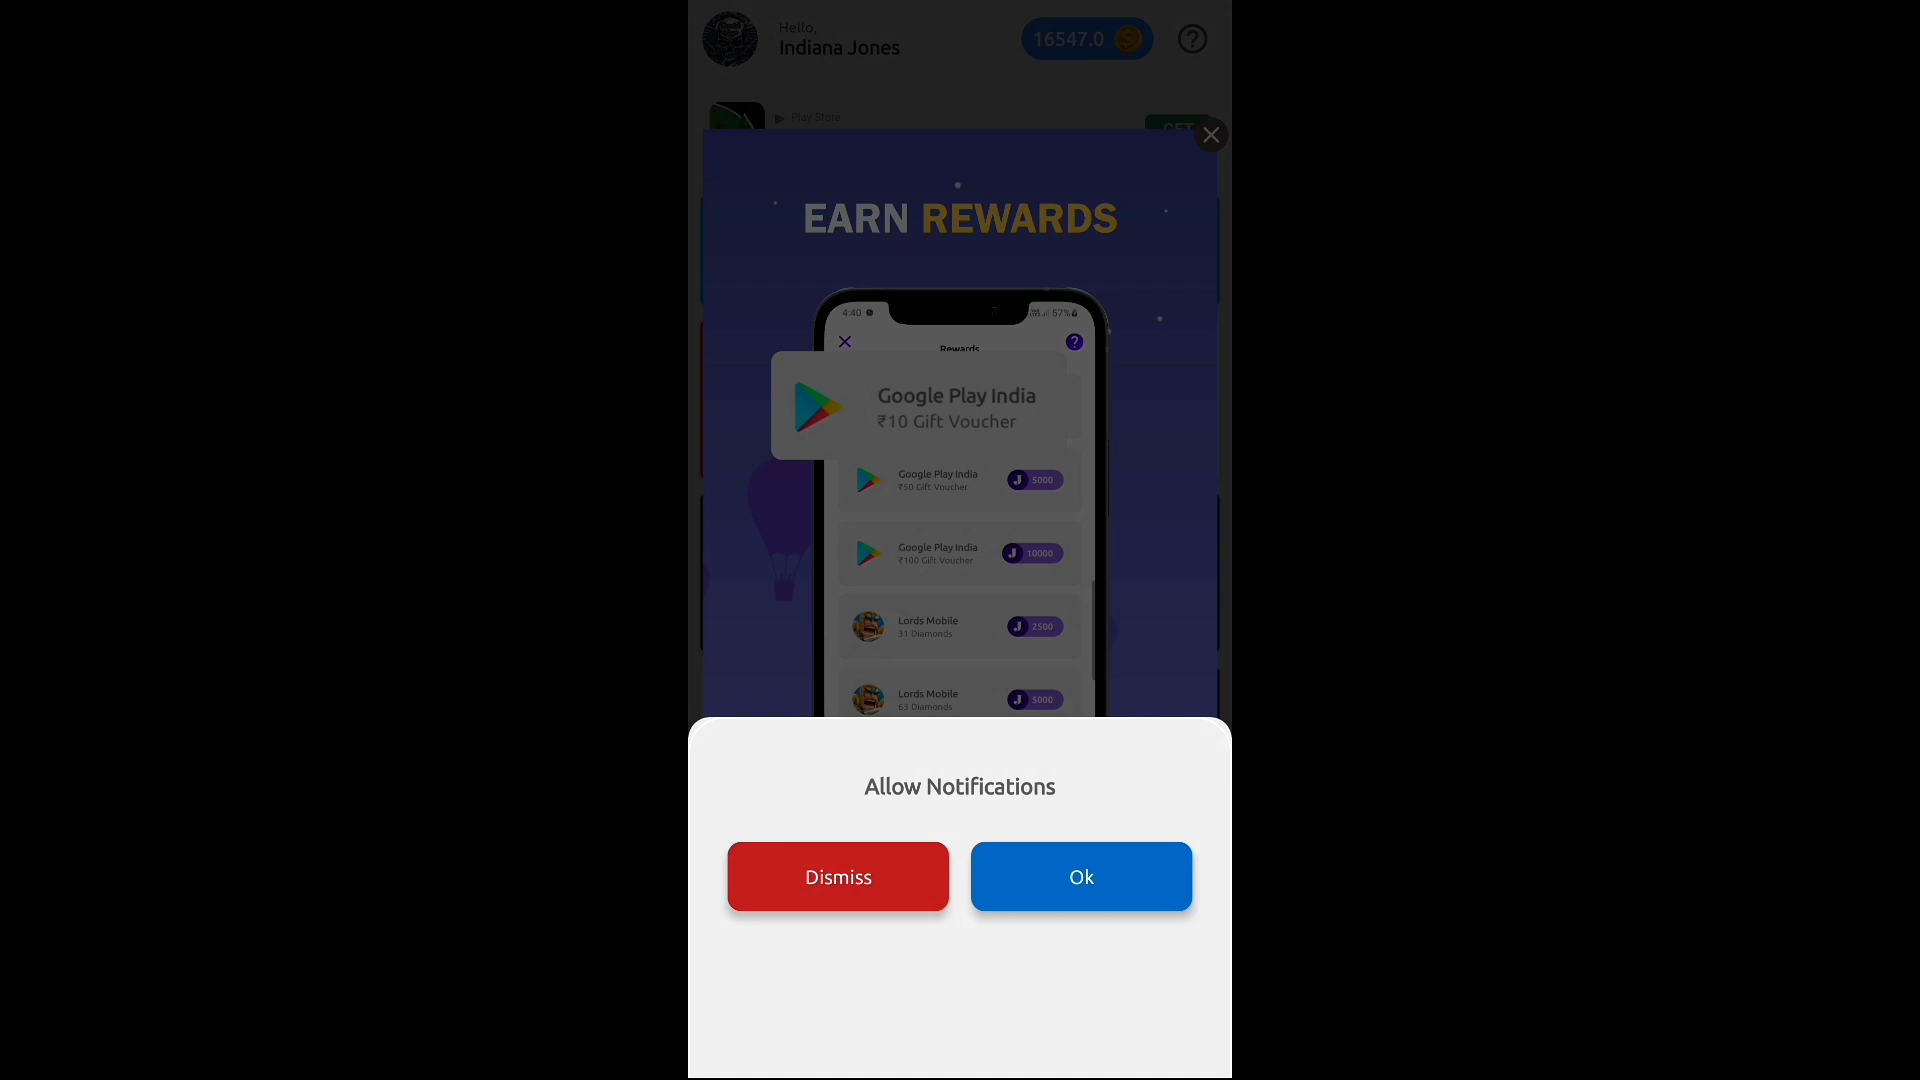 Hello,
Indiana Jones
16547.0
Play Store
GET
EARN REWARDS
4:40
57%
Rewards
Google Play India
₹10 Gift Voucher
Google Play India
₹50 Gift Voucher
J 5000
Google Play India
₹100 Gift Voucher
J 10000
Lords Mobile
31 Diamonds
J 2500
Lords Mobile
63 Diamonds
J 5000
Allow Notifications
Dismiss
Ok